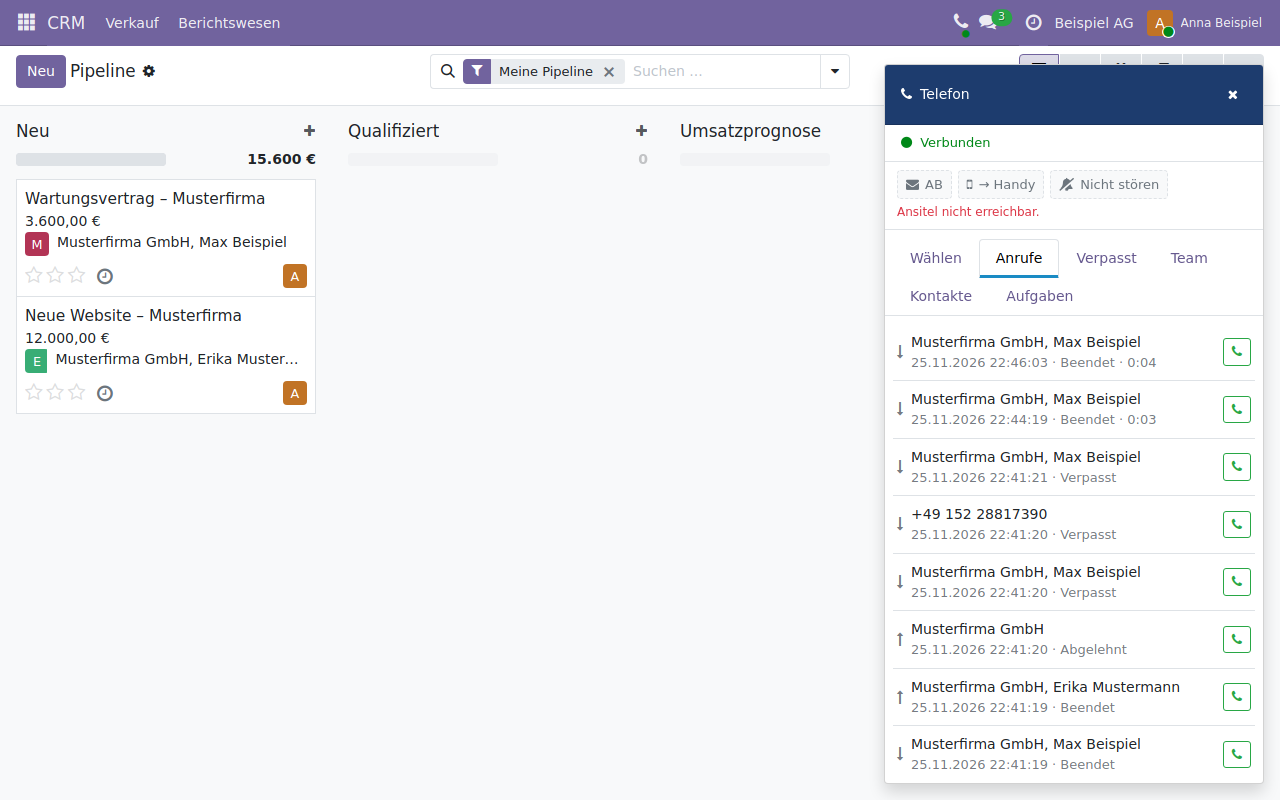 CRM Verkauf Berichtswesen 3 Beispiel AG A Anna Beispiel
Neu Pipeline Meine Pipeline Suchen ...
Neu
15.600 €
Wartungsvertrag – Musterfirma
3.600,00 €
M Musterfirma GmbH, Max Beispiel
A
Neue Website – Musterfirma
12.000,00 €
E Musterfirma GmbH, Erika Muster...
A
Qualifiziert
0
Umsatzprognose
Telefon
Verbunden
AB → Handy Nicht stören
Ansitel nicht erreichbar.
Wählen Anrufe Verpasst Team
Kontakte Aufgaben
Musterfirma GmbH, Max Beispiel
25.11.2026 22:46:03 · Beendet · 0:04
Musterfirma GmbH, Max Beispiel
25.11.2026 22:44:19 · Beendet · 0:03
Musterfirma GmbH, Max Beispiel
25.11.2026 22:41:21 · Verpasst
+49 152 28817390
25.11.2026 22:41:20 · Verpasst
Musterfirma GmbH, Max Beispiel
25.11.2026 22:41:20 · Verpasst
Musterfirma GmbH
25.11.2026 22:41:20 · Abgelehnt
Musterfirma GmbH, Erika Mustermann
25.11.2026 22:41:19 · Beendet
Musterfirma GmbH, Max Beispiel
25.11.2026 22:41:19 · Beendet